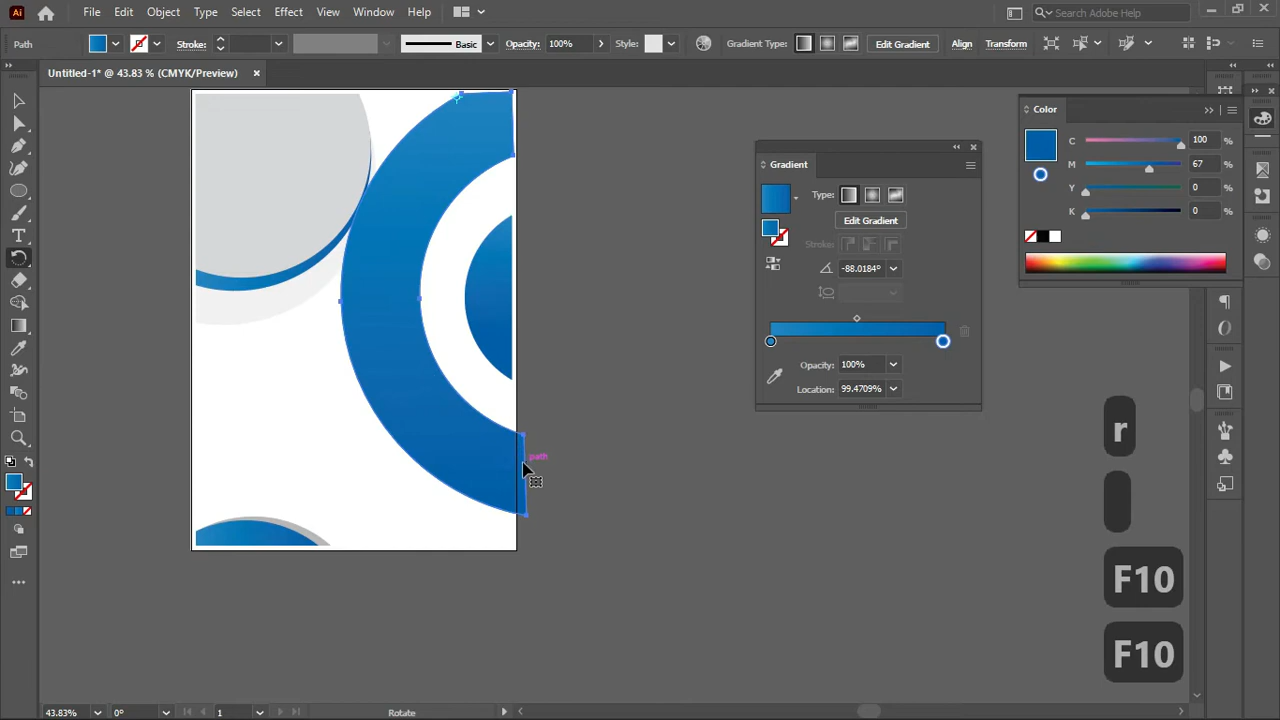 Ai File Edit Object Type Select Effect View Window Help Search Adobe Help
Path Stroke: Basic Opacity: 100% Style: Gradient Type: Edit Gradient Align Transform
Untitled-1* @ 43.83 % (CMYK/Preview)
Color
C 100 %
M 67 %
Y 0 %
K 0 %
Gradient
Type:
Edit Gradient
Stroke:
-88.0184°
Opacity: 100%
Location: 99.4709%
path
r
F10
F10
43.83% 0° 1 Rotate